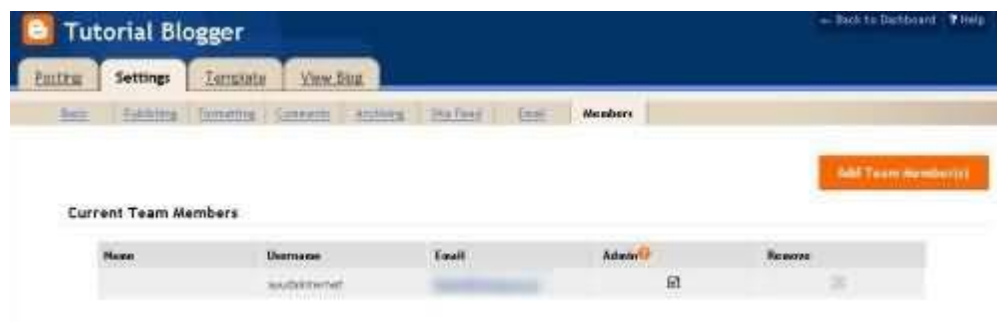 ← Back to Dashboard ? Help
Tutorial Blogger
Posting Settings Template View Blog
Basic Publishing Formatting Comments Archiving Site Feed Email Members
Add Team Member(s)
Current Team Members
Name Username Email Admin Remove